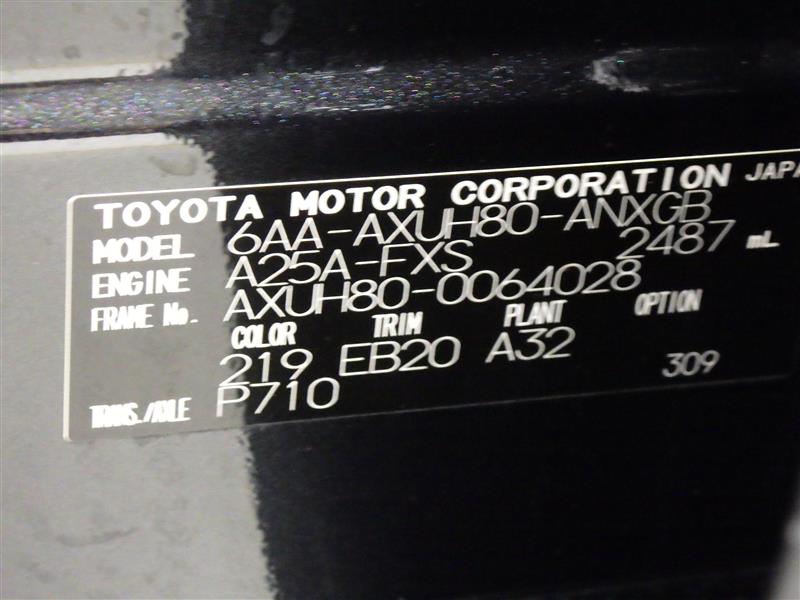 TOYOTA MOTOR CORPORATION JAPA
MODEL 6AA-AXUH80-ANXGB
ENGINE A25A-FXS 2487 mL
FRAME No. AXUH80-0064028
COLOR TRIM PLANT OPTION
219 EB20 A32 309
TRANS./AXLE P710